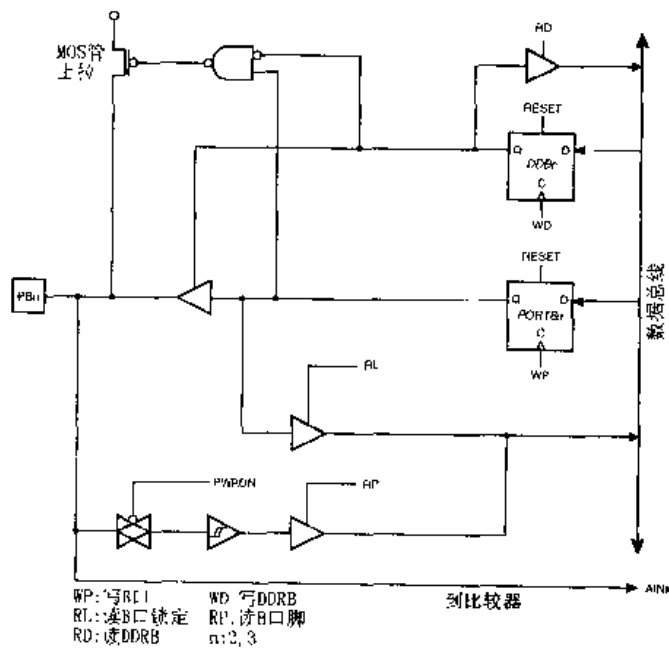 MOS管
上拉
RD
RESET
Q D
DDBn
C
WD
RESET
PBn
Q D
PORTBn
C
WP
数据总线
RL
PWRDN
RP
AINn
到比较器
WP:写B口 WD:写DDRB
RL:读B口锁定 RP:读B口脚
RD:读DDRB n:2,3